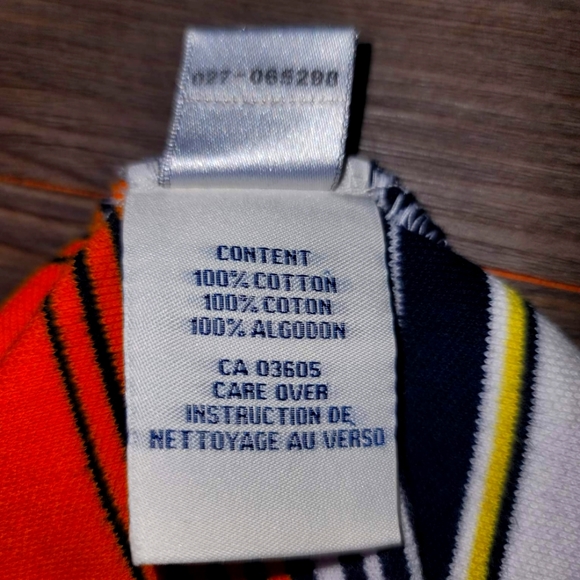 027-065298
CONTENT
100% COTTON
100% COTON
100% ALGODON
CA 03605
CARE OVER
INSTRUCTION DE
NETTOYAGE AU VERSO